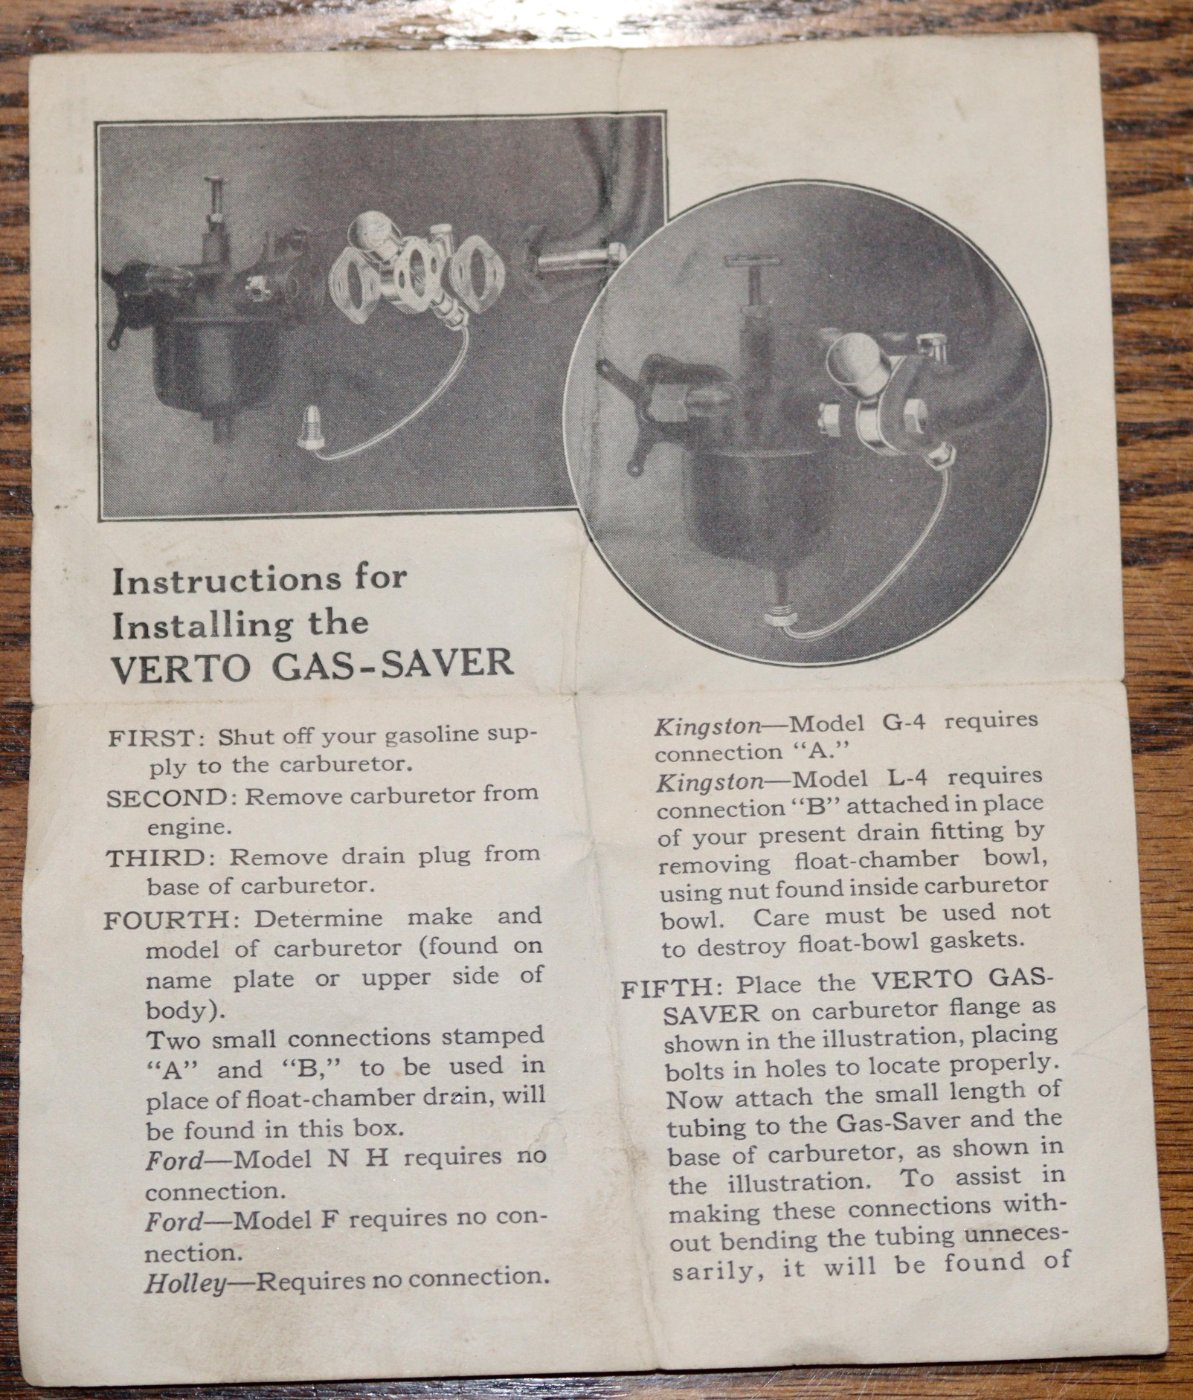 Instructions for
Installing the
VERTO GAS-SAVER
FIRST: Shut off your gasoline sup-
ply to the carburetor.
SECOND: Remove carburetor from
engine.
THIRD: Remove drain plug from
base of carburetor.
FOURTH: Determine make and
model of carburetor (found on
name plate or upper side of
body).
Two small connections stamped
“A” and “B,” to be used in
place of float-chamber drain, will
be found in this box.
Ford—Model N H requires no
connection.
Ford—Model F requires no con-
nection.
Holley—Requires no connection.
Kingston—Model G-4 requires
connection “A.”
Kingston—Model L-4 requires
connection “B” attached in place
of your present drain fitting by
removing float-chamber bowl,
using nut found inside carburetor
bowl. Care must be used not
to destroy float-bowl gaskets.
FIFTH: Place the VERTO GAS-
SAVER on carburetor flange as
shown in the illustration, placing
bolts in holes to locate properly.
Now attach the small length of
tubing to the Gas-Saver and the
base of carburetor, as shown in
the illustration. To assist in
making these connections with-
out bending the tubing unneces-
sarily, it will be found of